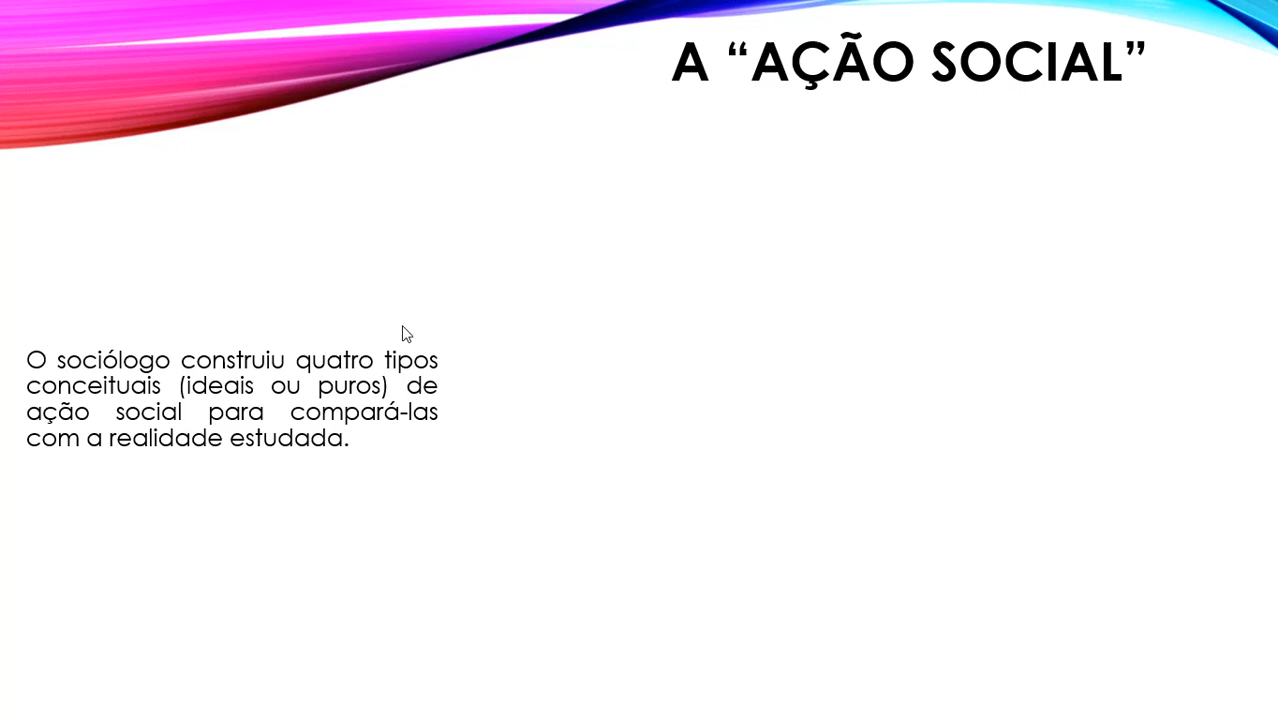 A “AÇÃO SOCIAL”
O sociólogo construiu quatro tipos
conceituais (ideais ou puros) de
ação social para compará-las
com a realidade estudada.